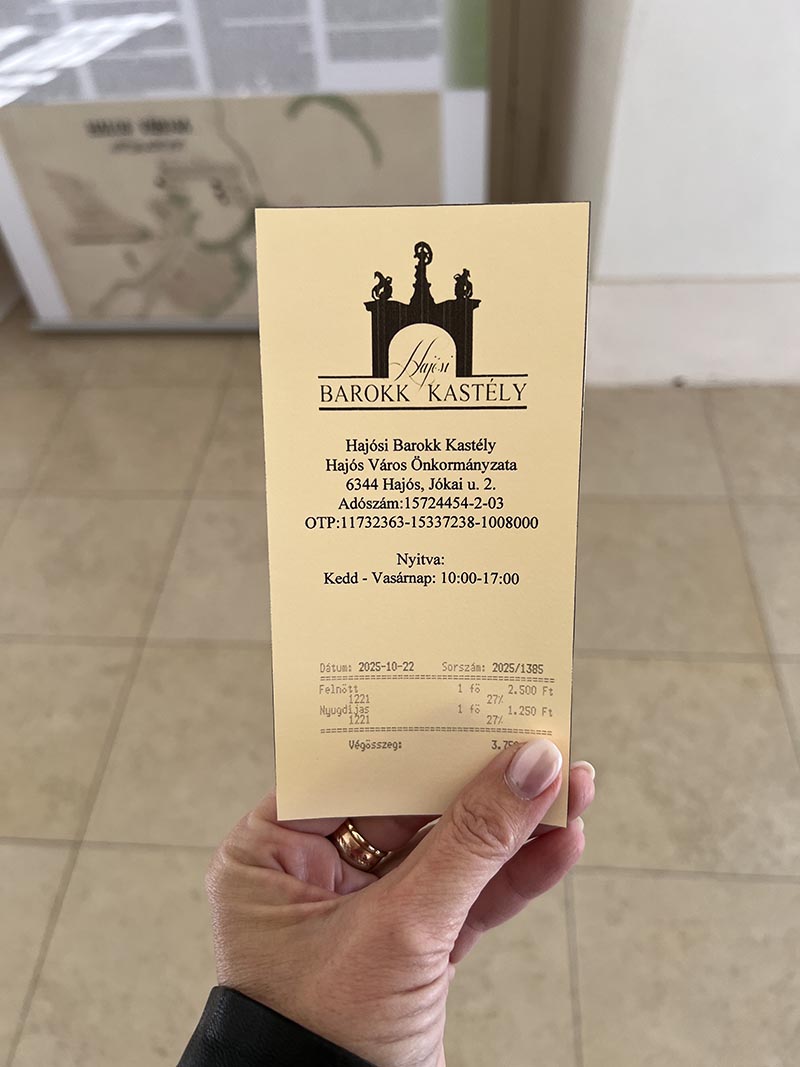 Hajósi
BAROKK KASTÉLY
Hajósi Barokk Kastély
Hajós Város Önkormányzata
6344 Hajós, Jókai u. 2.
Adószám:15724454-2-03
OTP:11732363-15337238-1008000
Nyitva:
Kedd - Vasárnap: 10:00-17:00
Dátum: 2025-10-22 Sorszám: 2025/1385
Felnőtt 1 fő 2.500 Ft
1221 27%
Nyugdíjas 1 fő 1.250 Ft
1221 27%
Végösszeg: